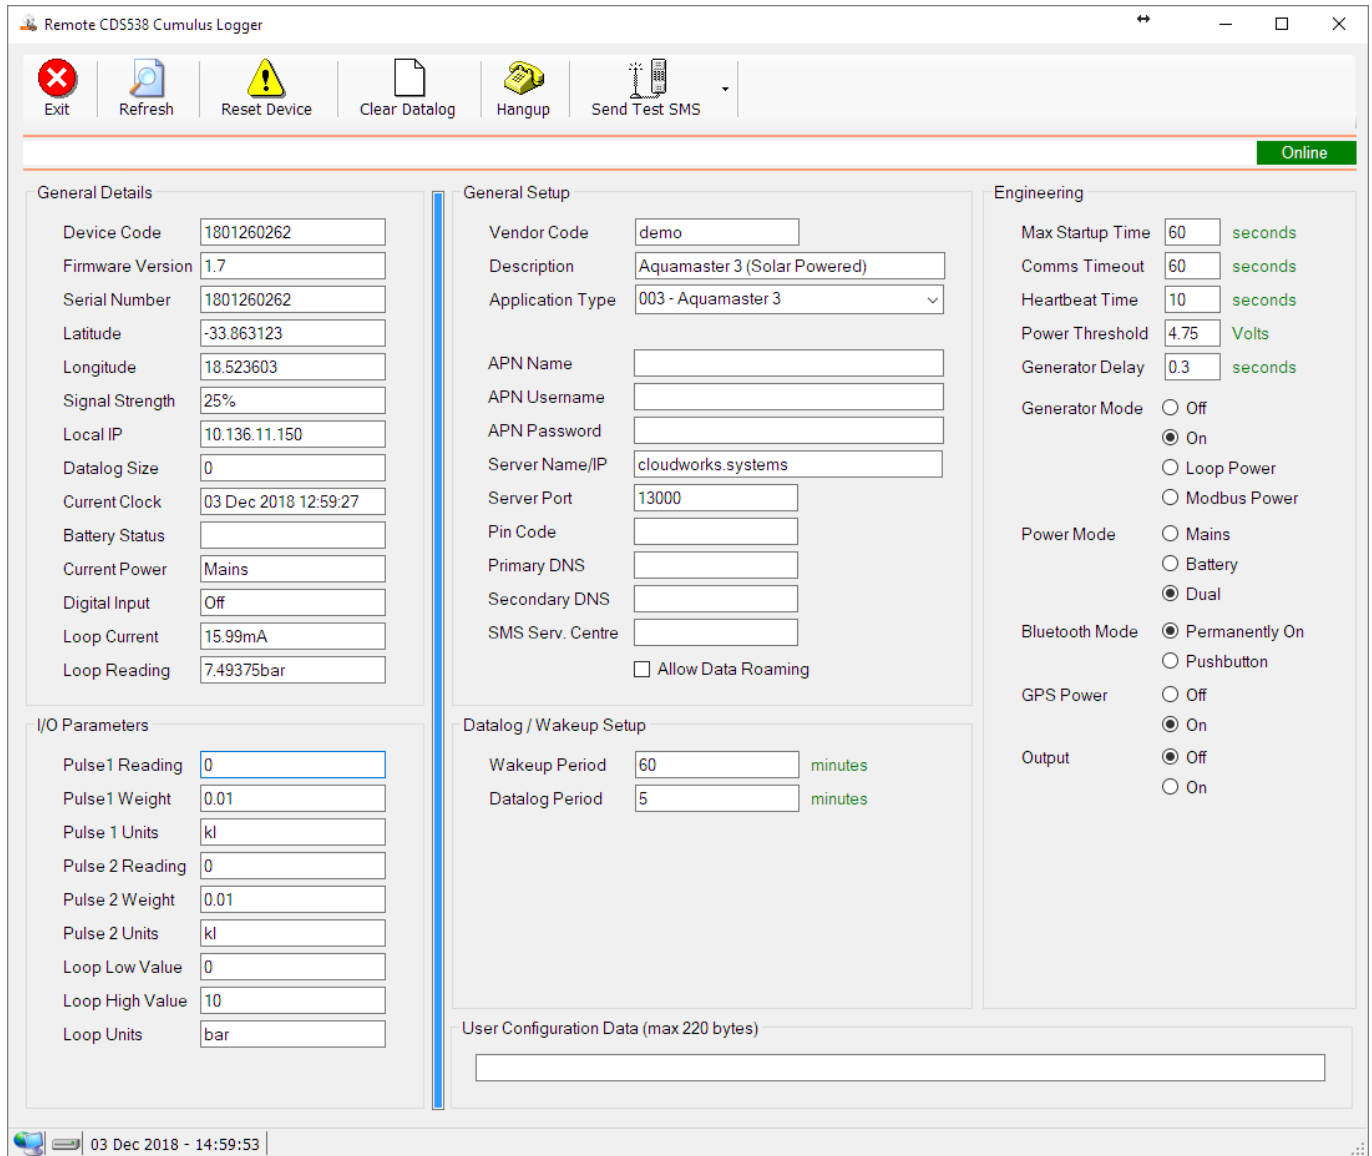 Remote CDS538 Cumulus Logger
Exit Refresh Reset Device Clear Datalog Hangup Send Test SMS
Online
General Details
Device Code 1801260262
Firmware Version 1.7
Serial Number 1801260262
Latitude -33.863123
Longitude 18.523603
Signal Strength 25%
Local IP 10.136.11.150
Datalog Size 0
Current Clock 03 Dec 2018 12:59:27
Battery Status
Current Power Mains
Digital Input Off
Loop Current 15.99mA
Loop Reading 7.49375bar
I/O Parameters
Pulse1 Reading 0
Pulse1 Weight 0.01
Pulse 1 Units kl
Pulse 2 Reading 0
Pulse 2 Weight 0.01
Pulse 2 Units kl
Loop Low Value 0
Loop High Value 10
Loop Units bar
General Setup
Vendor Code demo
Description Aquamaster 3 (Solar Powered)
Application Type 003 - Aquamaster 3
APN Name
APN Username
APN Password
Server Name/IP cloudworks.systems
Server Port 13000
Pin Code
Primary DNS
Secondary DNS
SMS Serv. Centre
Allow Data Roaming
Datalog / Wakeup Setup
Wakeup Period 60 minutes
Datalog Period 5 minutes
User Configuration Data (max 220 bytes)
Engineering
Max Startup Time 60 seconds
Comms Timeout 60 seconds
Heartbeat Time 10 seconds
Power Threshold 4.75 Volts
Generator Delay 0.3 seconds
Generator Mode Off
On
Loop Power
Modbus Power
Power Mode Mains
Battery
Dual
Bluetooth Mode Permanently On
Pushbutton
GPS Power Off
On
Output Off
On
03 Dec 2018 - 14:59:53